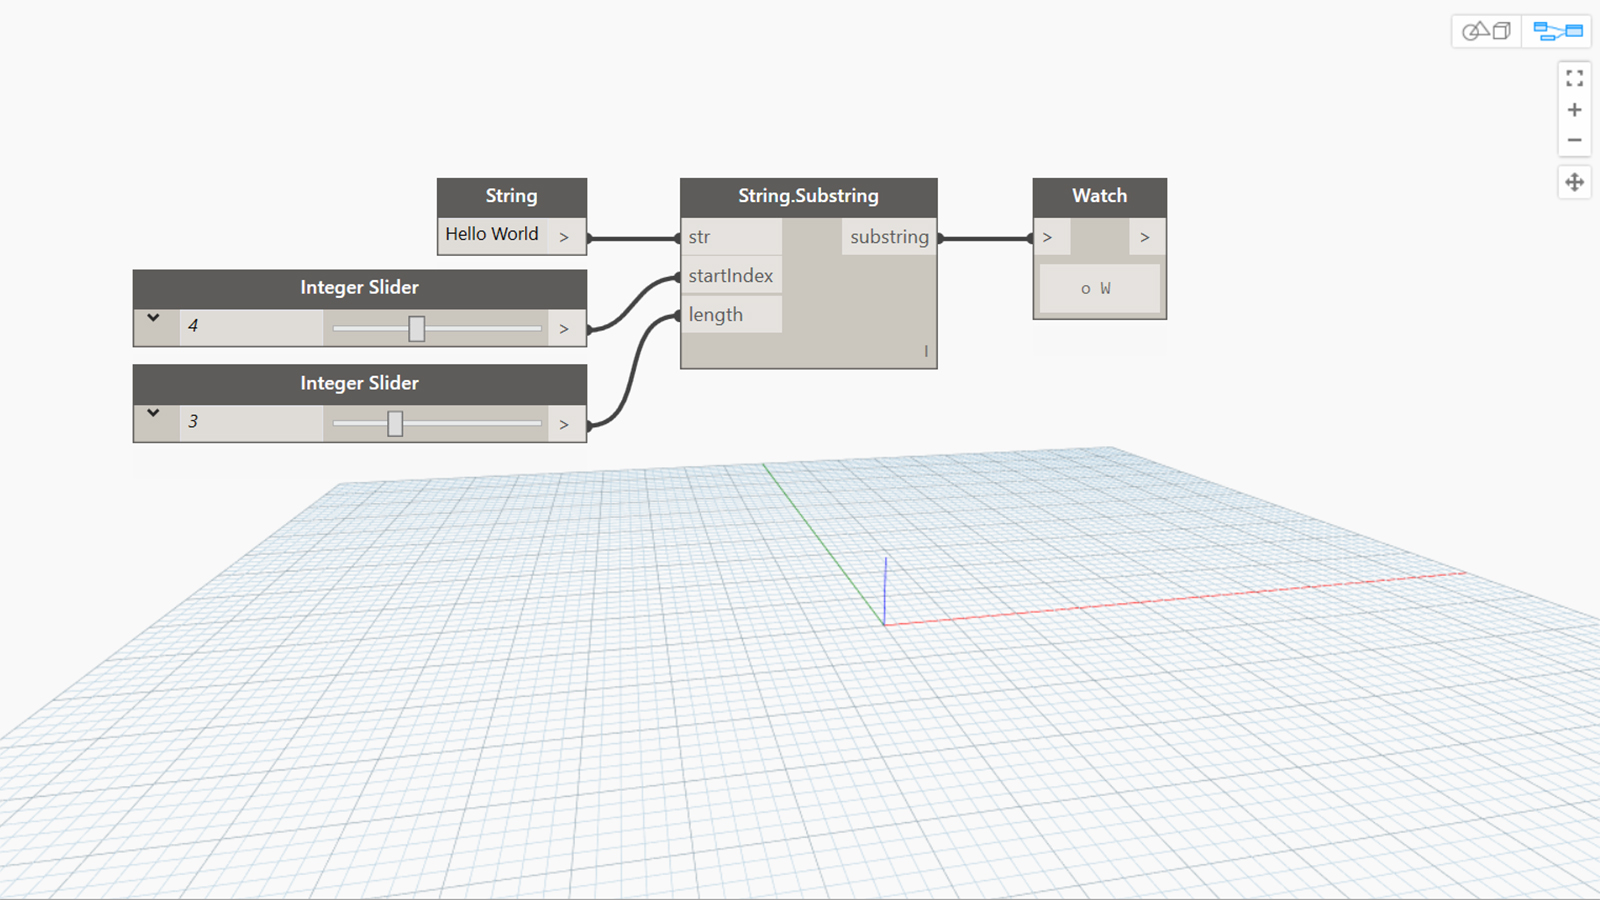 String
Hello World >
Integer Slider
4 >
Integer Slider
3 >
String.Substring
str substring
startIndex
length
l
Watch
> >
o W